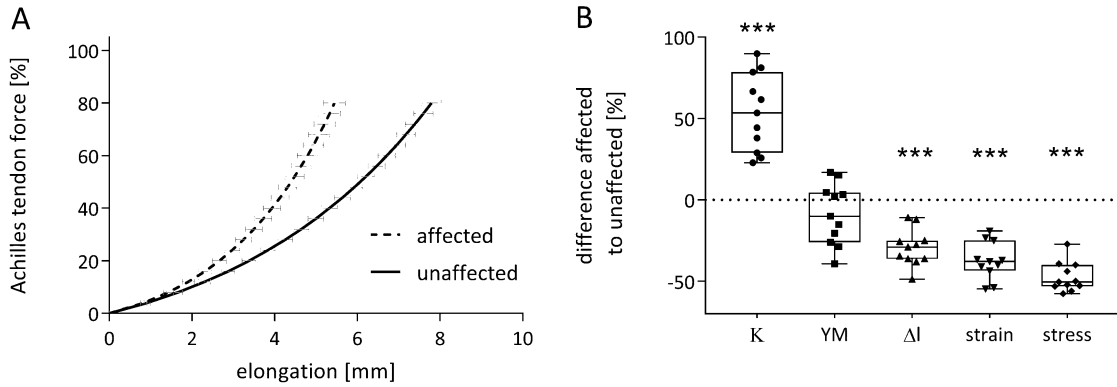 A
Achilles tendon force [%]
100
80
60
40
20
0
0 2 4 6 8 10
elongation [mm]
affected
unaffected
B
difference affected
to unaffected [%]
100
50
0
-50
***
*** *** ***
K YM Δl strain stress